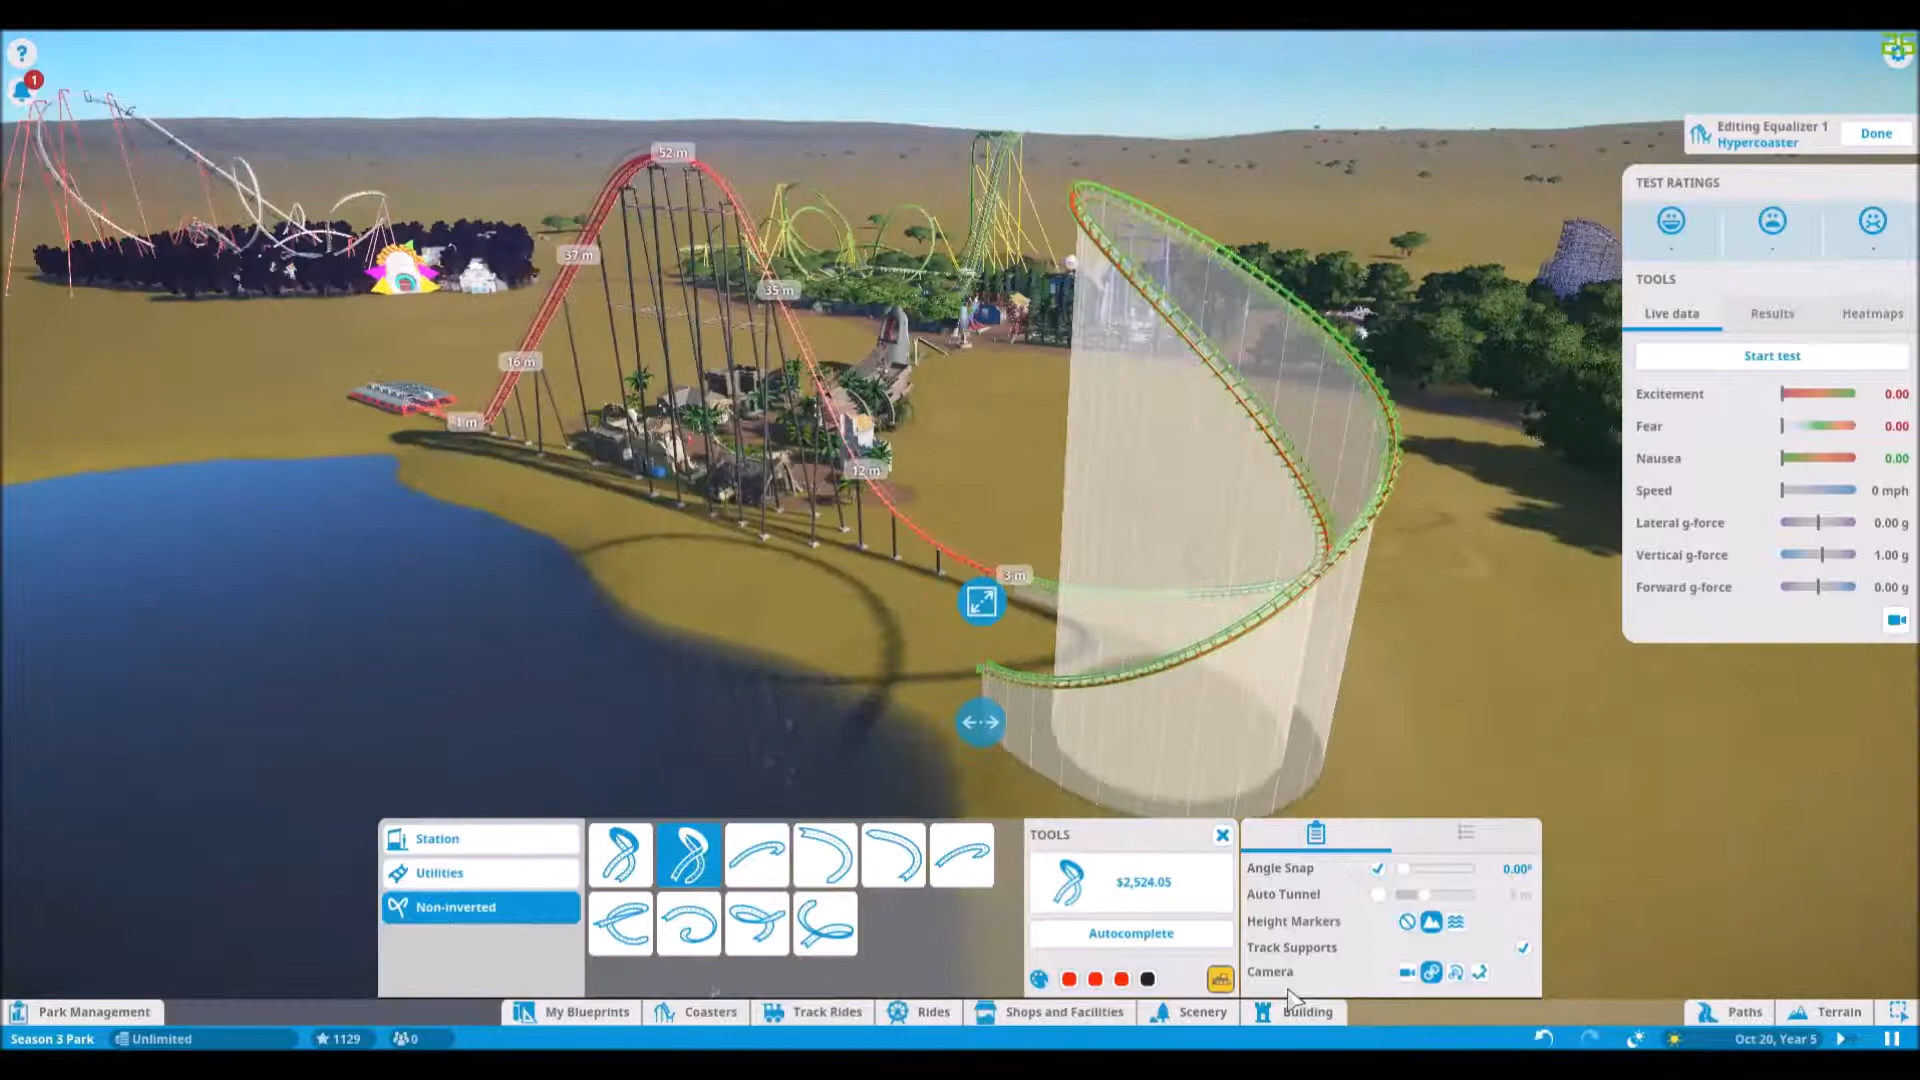 ?
1
26
Editing Equalizer 1
Hypercoaster
Done
TEST RATINGS
- - -
TOOLS
Live data Results Heatmaps
Start test
Excitement 0.00
Fear 0.00
Nausea 0.00
Speed 0 mph
Lateral g-force 0.00 g
Vertical g-force 1.00 g
Forward g-force 0.00 g
52 m
37 m
35 m
16 m
-1 m
12 m
3 m
Station
Utilities
Non-inverted
TOOLS
$2,524.05
Autocomplete
Angle Snap 0.00°
Auto Tunnel
Height Markers
Track Supports
Camera
Park Management
My Blueprints
Coasters
Track Rides
Rides
Shops and Facilities
Scenery
Building
Paths
Terrain
Season 3 Park
Unlimited
1129
0
Oct 20, Year 5